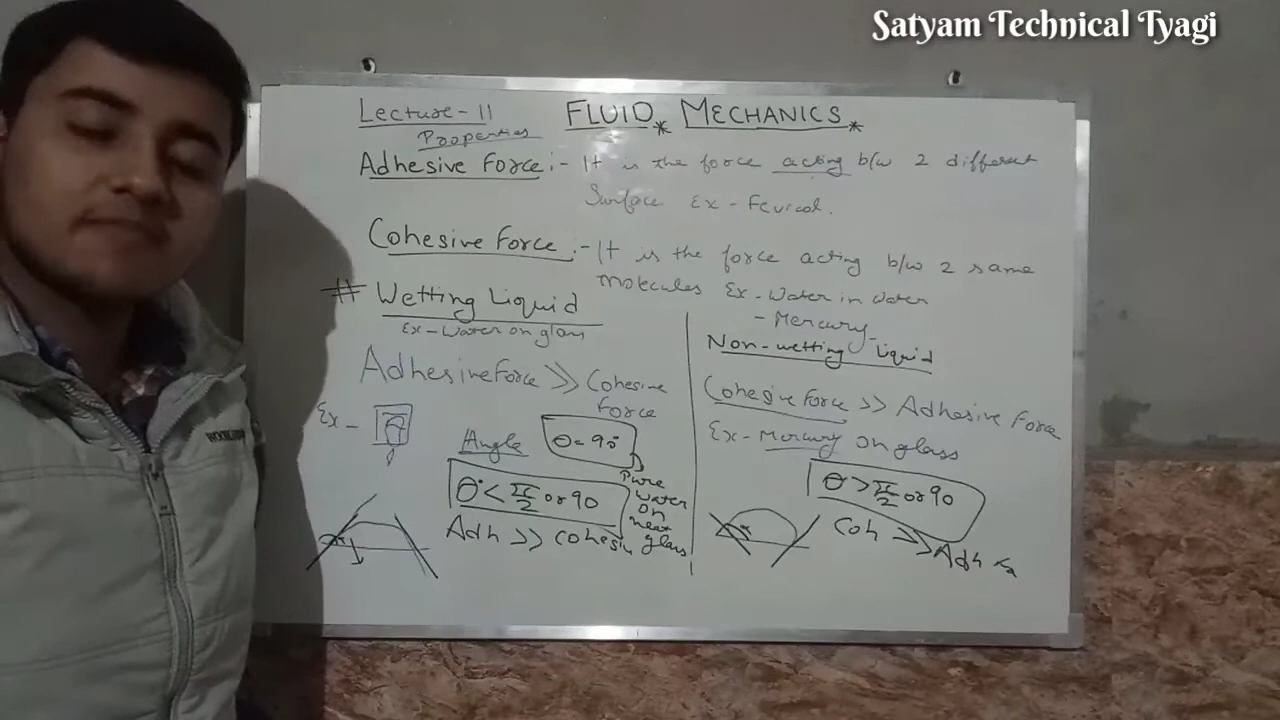 Satyam Technical Tyagi
Lecture - 11
FLUID MECHANICS
Properties
Adhesive Force :- It is the force acting b/w 2 different
Surface Ex - Fevicol.
Cohesive Force :- It is the force acting b/w 2 same
molecules Ex - Water in water
- Mercury
# Wetting Liquid
Ex - Water on glass
Adhesive Force >> Cohesive
Force
Ex -
Angle
θ = 90°
Pure
water
on
neat
glass
θ° < π/2 or 90
Adh >> Cohesiv
Non-wetting Liquid
Cohesive Force >> Adhesive Force
Ex - Mercury on glass
θ > π/2 or 90
Coh >> Adh